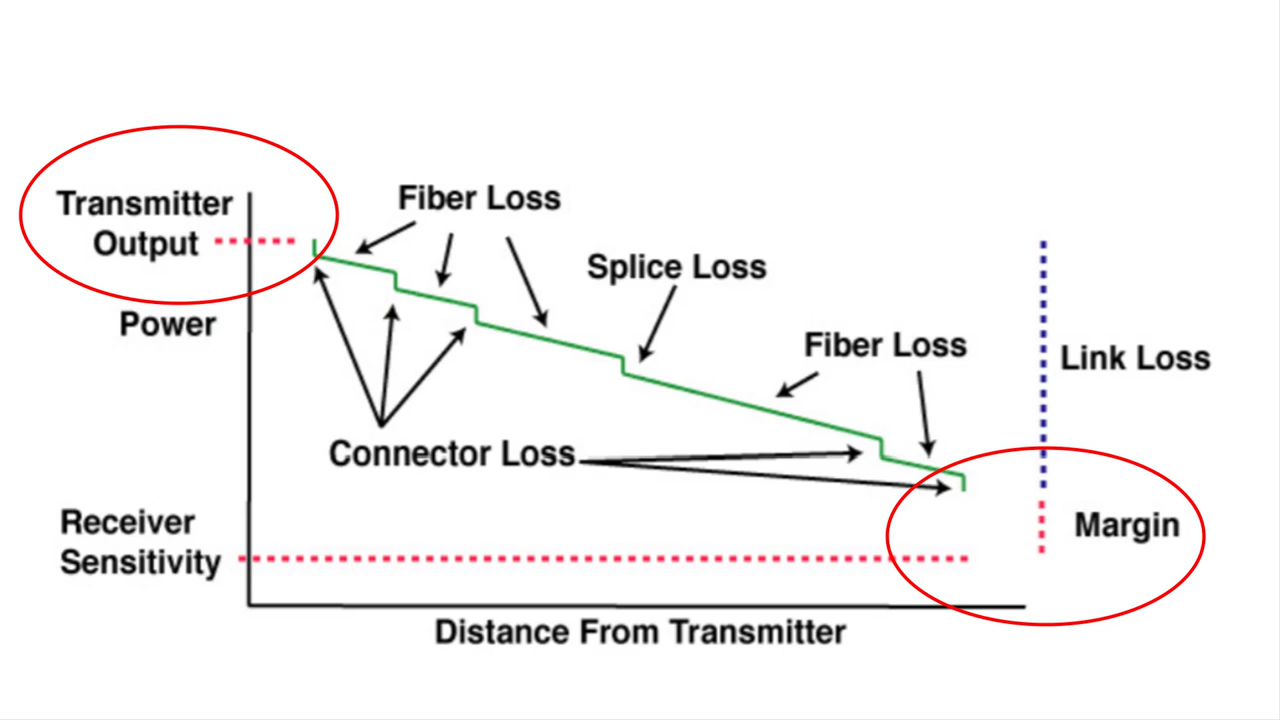 Transmitter
Output
Fiber Loss
Splice Loss
Power
Fiber Loss
Link Loss
Connector Loss
Receiver
Sensitivity
Margin
Distance From Transmitter